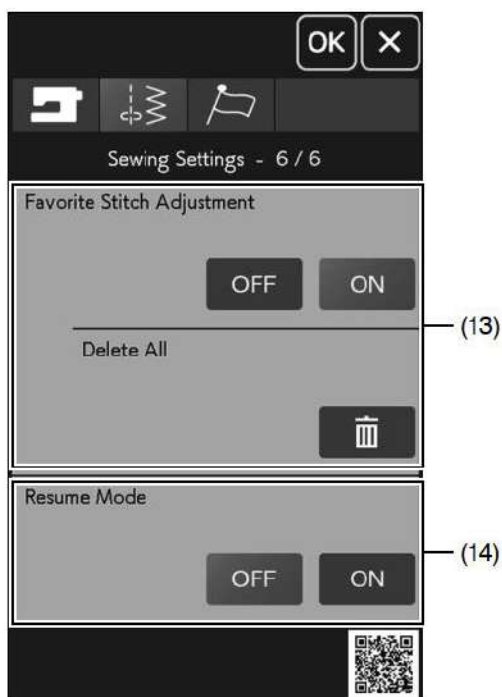 OK X
Sewing Settings - 6 / 6
Favorite Stitch Adjustment
OFF ON
(13)
Delete All
Resume Mode
(14)
OFF ON